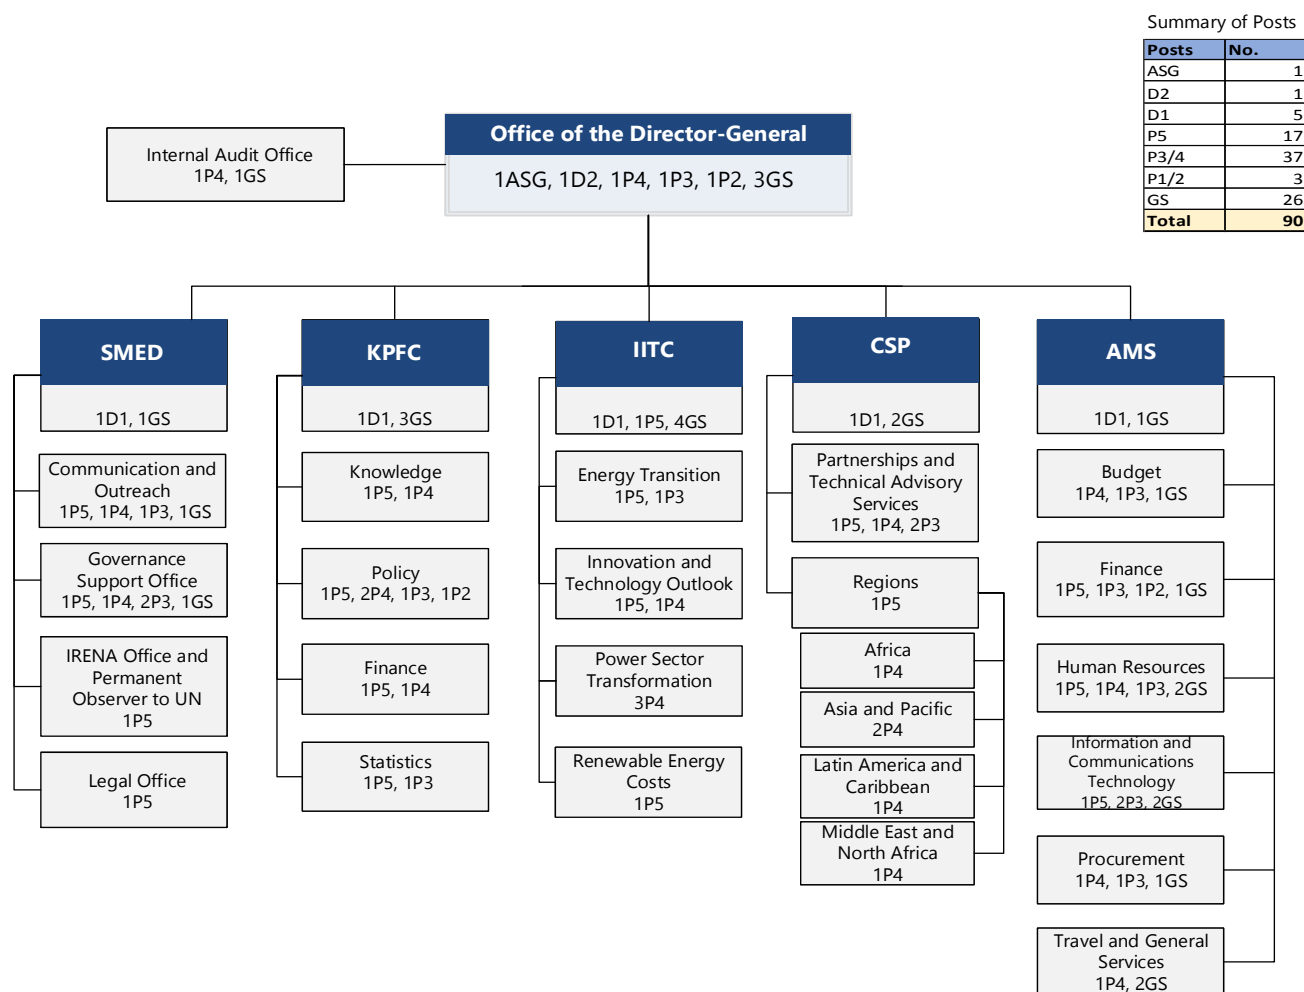 Summary of Posts
Posts No.
ASG 1
D2 1
D1 5
P5 17
P3/4 37
P1/2 3
GS 26
Total 90
Office of the Director-General
1ASG, 1D2, 1P4, 1P3, 1P2, 3GS
Internal Audit Office
1P4, 1GS
SMED
1D1, 1GS
Communication and
Outreach
1P5, 1P4, 1P3, 1GS
Governance
Support Office
1P5, 1P4, 2P3, 1GS
IRENA Office and
Permanent
Observer to UN
1P5
Legal Office
1P5
KPFC
1D1, 3GS
Knowledge
1P5, 1P4
Policy
1P5, 2P4, 1P3, 1P2
Finance
1P5, 1P4
Statistics
1P5, 1P3
IITC
1D1, 1P5, 4GS
Energy Transition
1P5, 1P3
Innovation and
Technology Outlook
1P5, 1P4
Power Sector
Transformation
3P4
Renewable Energy
Costs
1P5
CSP
1D1, 2GS
Partnerships and
Technical Advisory
Services
1P5, 1P4, 2P3
Regions
1P5
Africa
1P4
Asia and Pacific
2P4
Latin America and
Caribbean
1P4
Middle East and
North Africa
1P4
AMS
1D1, 1GS
Budget
1P4, 1P3, 1GS
Finance
1P5, 1P3, 1P2, 1GS
Human Resources
1P5, 1P4, 1P3, 2GS
Information and
Communications
Technology
1P5, 2P3, 2GS
Procurement
1P4, 1P3, 1GS
Travel and General
Services
1P4, 2GS